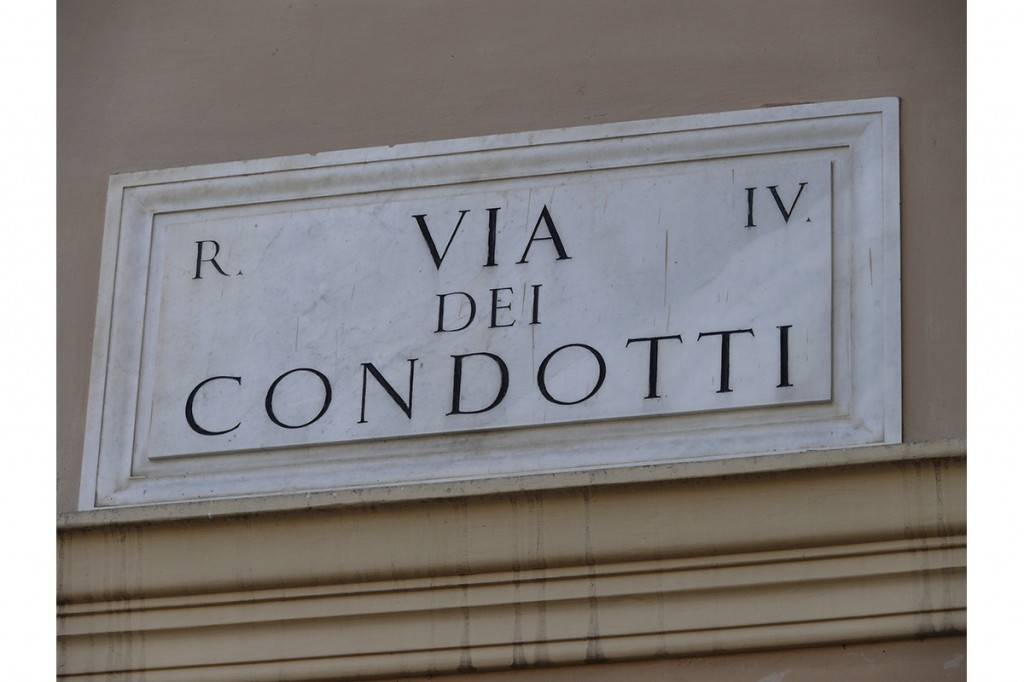 R. VIA IV.
DEI
CONDOTTI